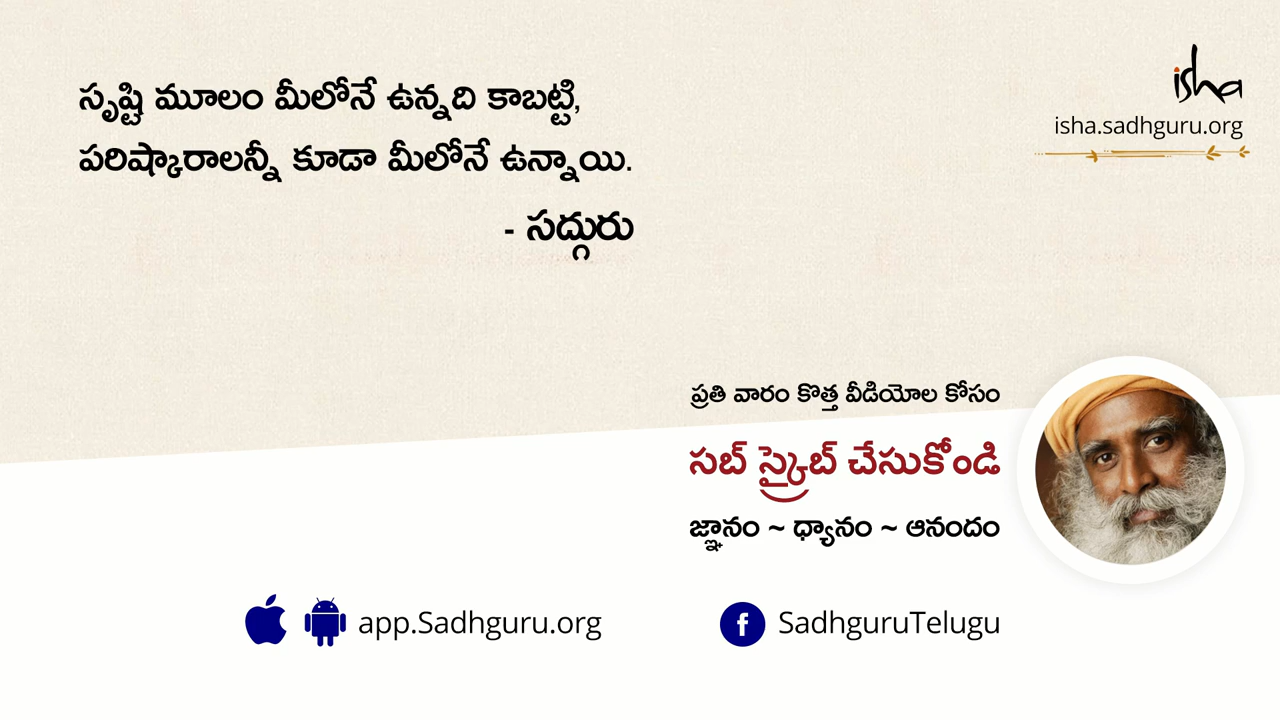 సృష్టి మూలం మీలోనే ఉన్నది కాబట్టి,
పరిష్కారాలన్నీ కూడా మీలోనే ఉన్నాయి.
- సద్గురు
isha
isha.sadhguru.org
ప్రతి వారం కొత్త వీడియోల కోసం
సబ్ స్క్రైబ్ చేసుకోండి
జ్ఞానం ~ ధ్యానం ~ ఆనందం
app.Sadhguru.org
SadhguruTelugu